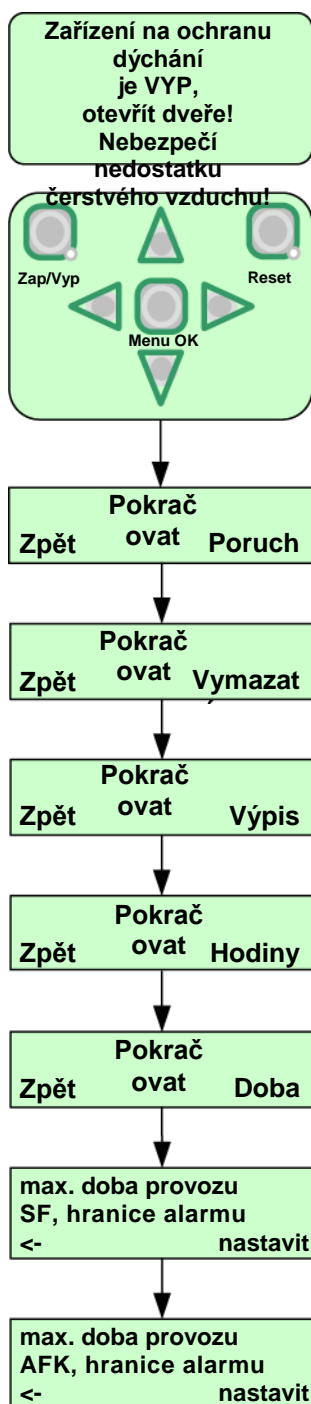 Zařízení na ochranu
dýchání
je VYP,
otevřít dveře!
Nebezpečí
nedostatku
čerstvého vzduchu!
Zap/Vyp
Reset
Menu OK
Pokrač
ovat
Zpět
Poruch
Pokrač
ovat
Zpět
Vymazat
Pokrač
ovat
Zpět
Výpis
Pokrač
ovat
Zpět
Hodiny
Pokrač
ovat
Zpět
Doba
max. doba provozu
SF, hranice alarmu
<- nastavit
max. doba provozu
AFK, hranice alarmu
<- nastavit